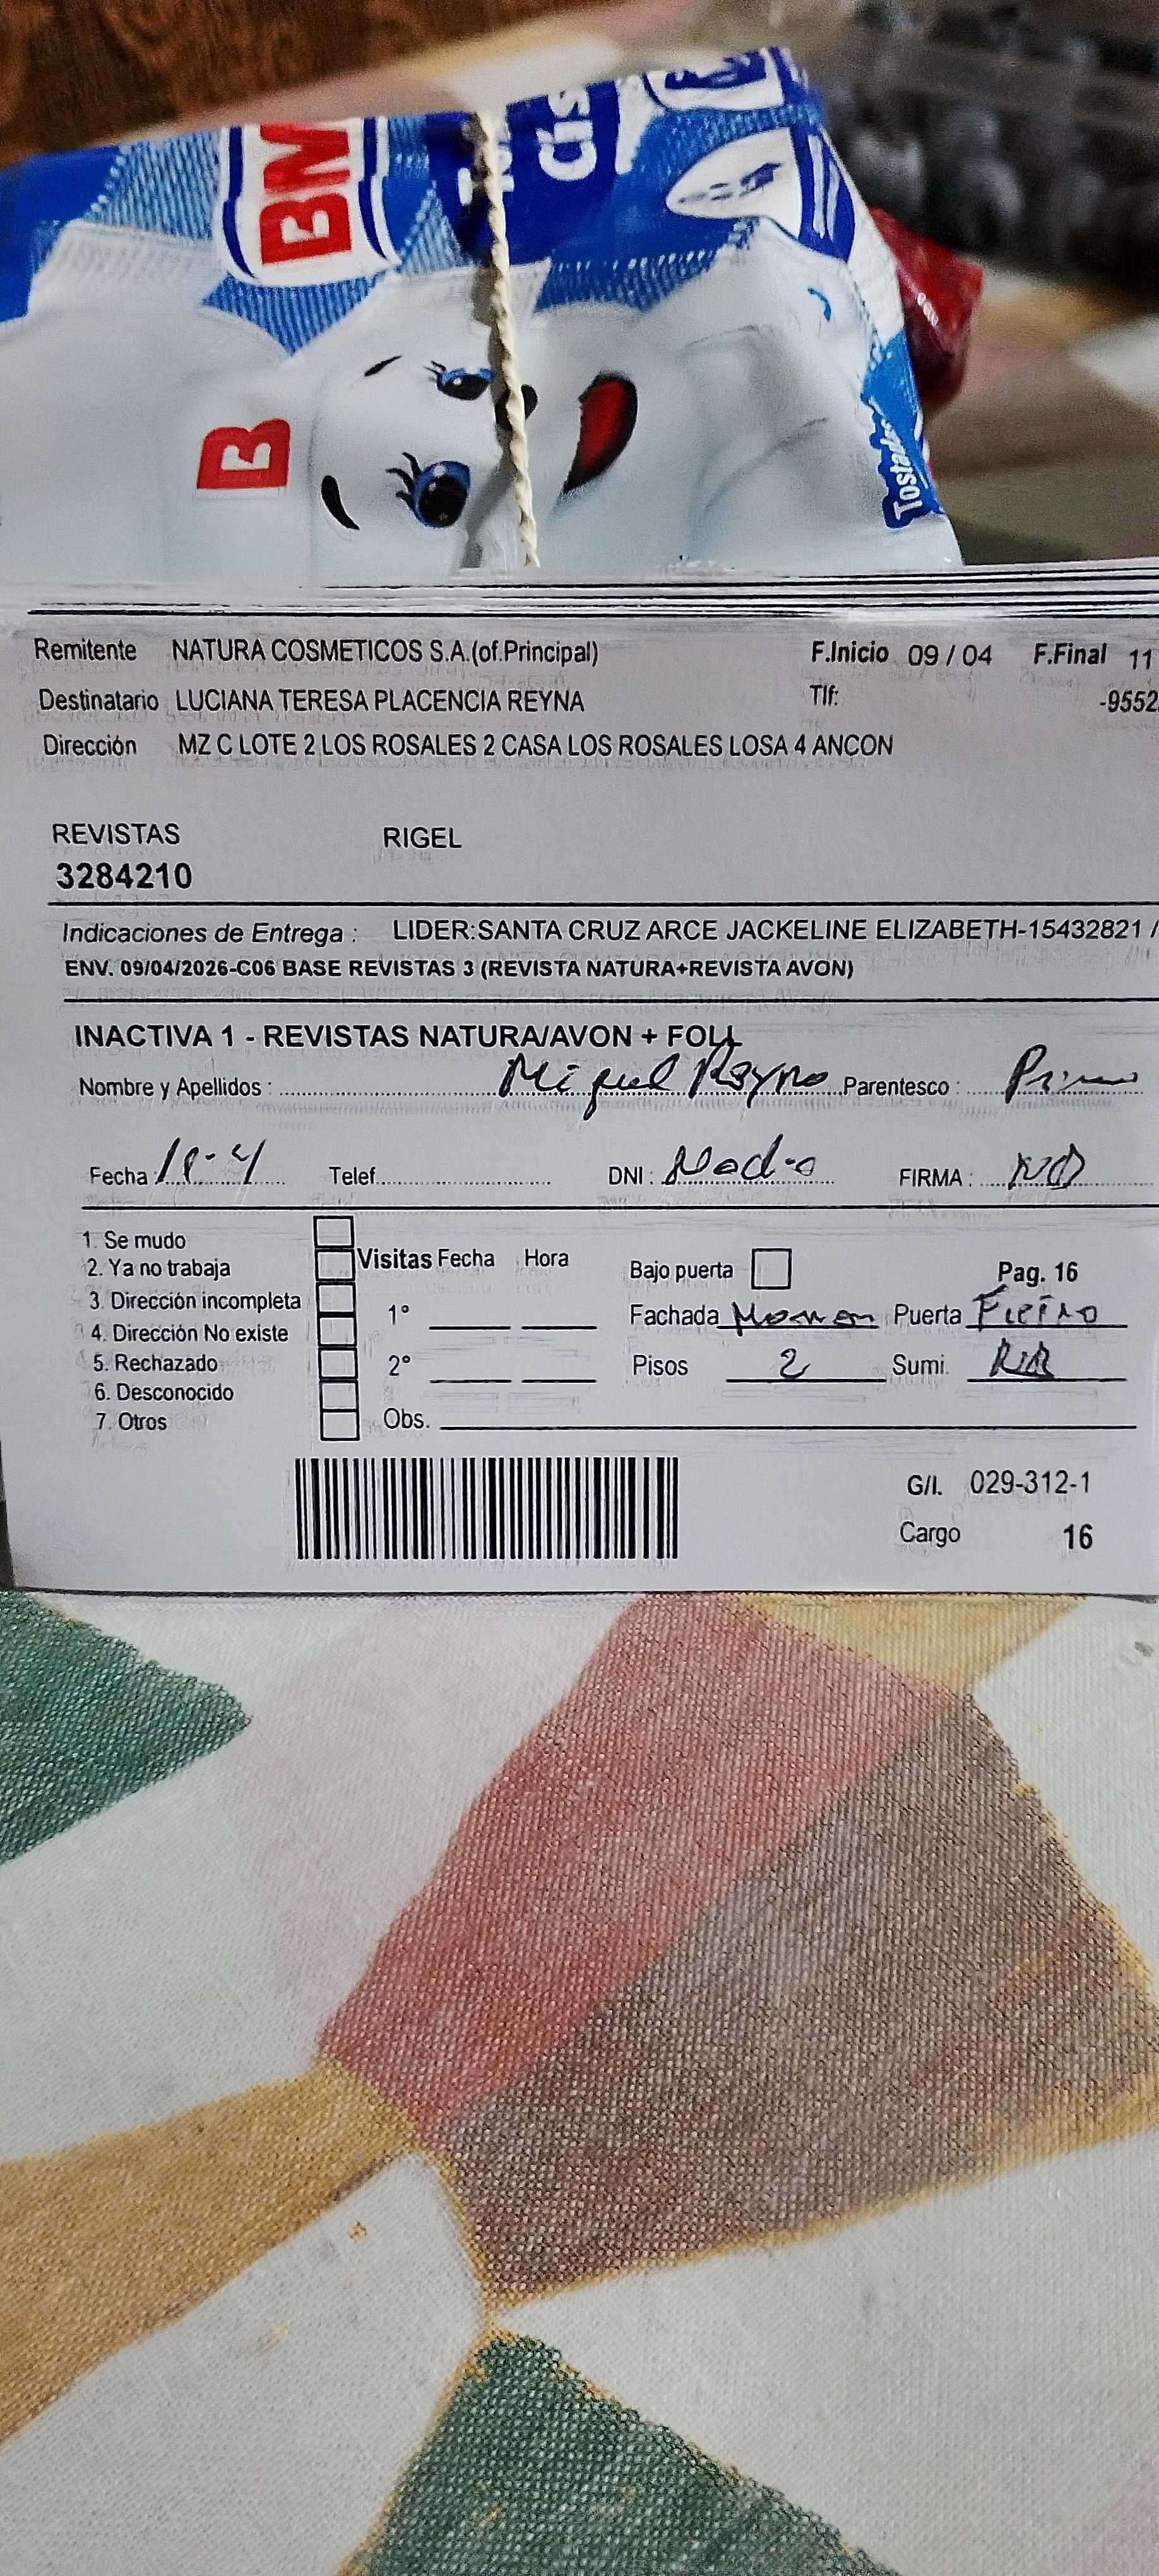 BM
B
Tostadas
Remitente NATURA COSMETICOS S.A.(of.Principal) F.Inicio 09/04 F.Final 11
Destinatario LUCIANA TERESA PLACENCIA REYNA Tlf: -9552
Dirección MZ C LOTE 2 LOS ROSALES 2 CASA LOS ROSALES LOSA 4 ANCON
REVISTAS RIGEL
3284210
Indicaciones de Entrega : LIDER:SANTA CRUZ ARCE JACKELINE ELIZABETH-15432821 /
ENV. 09/04/2026-C06 BASE REVISTAS 3 (REVISTA NATURA+REVISTA AVON)
INACTIVA 1 - REVISTAS NATURA/AVON + FOLL
Nombre y Apellidos : Miguel Reyna Parentesco : Primo
Fecha Telef. DNI : FIRMA :
1. Se mudo
2. Ya no trabaja Visitas Fecha Hora Bajo puerta Pag. 16
3. Dirección incompleta 1° Fachada Puerta Fierro
4. Dirección No existe
5. Rechazado 2° Pisos 2 Sumi.
6. Desconocido
7. Otros Obs.
G/I. 029-312-1
Cargo 16